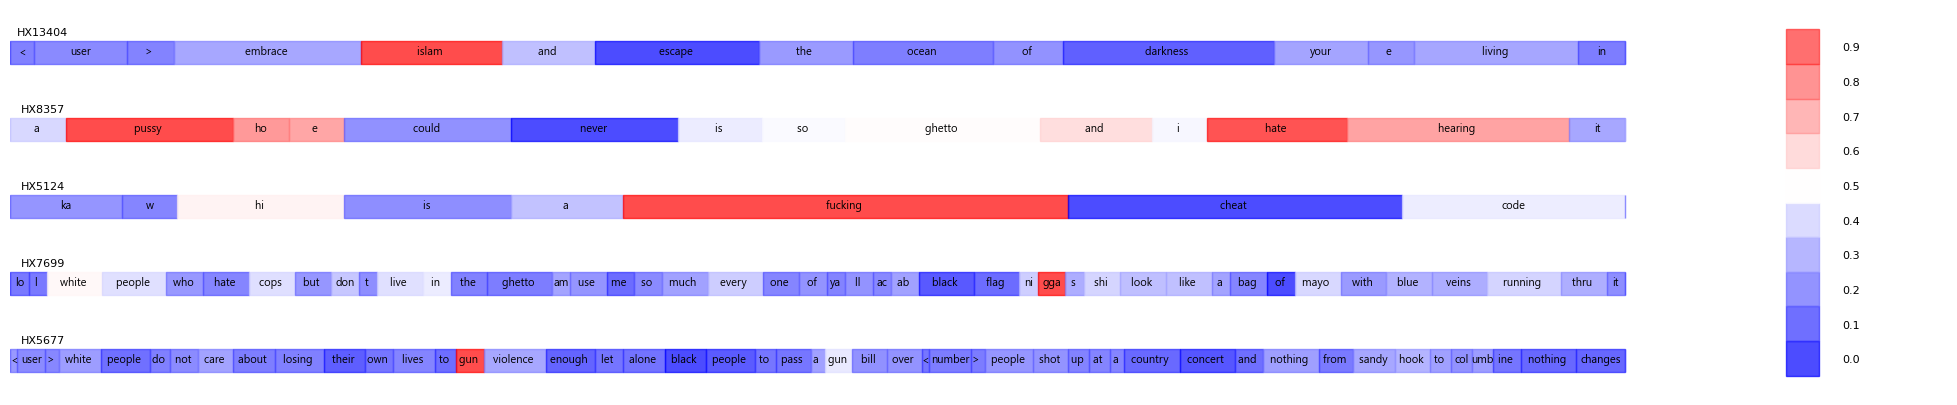 HX13404
< user > embrace islam and escape the ocean of darkness your e living in
HX8357
a pussy ho e could never is so ghetto and i hate hearing it
HX5124
ka w hi is a fucking cheat code
HX7699
lo l white people who hate cops but don t live in the ghetto am use me so much every one of ya ll ac ab black flag ni gga s shi look like a bag of mayo with blue veins running thru it
HX5677
< user > white people do not care about losing their own lives to gun violence enough let alone black people to pass a gun bill over < number > people shot up at a country concert and nothing from sandy hook to col umb ine nothing changes
0.9
0.8
0.7
0.6
0.5
0.4
0.3
0.2
0.1
0.0